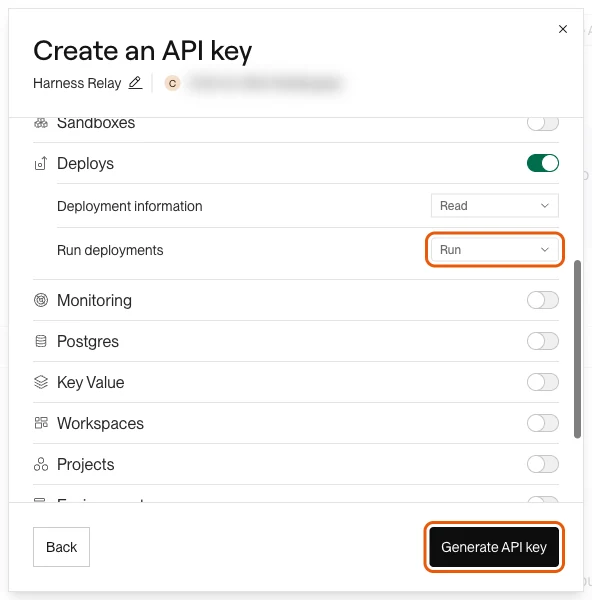 Create an API key
Harness Relay
C
Sandboxes
Deploys
Deployment information
Read
Run deployments
Run
Monitoring
Postgres
Key Value
Workspaces
Projects
Back
Generate API key